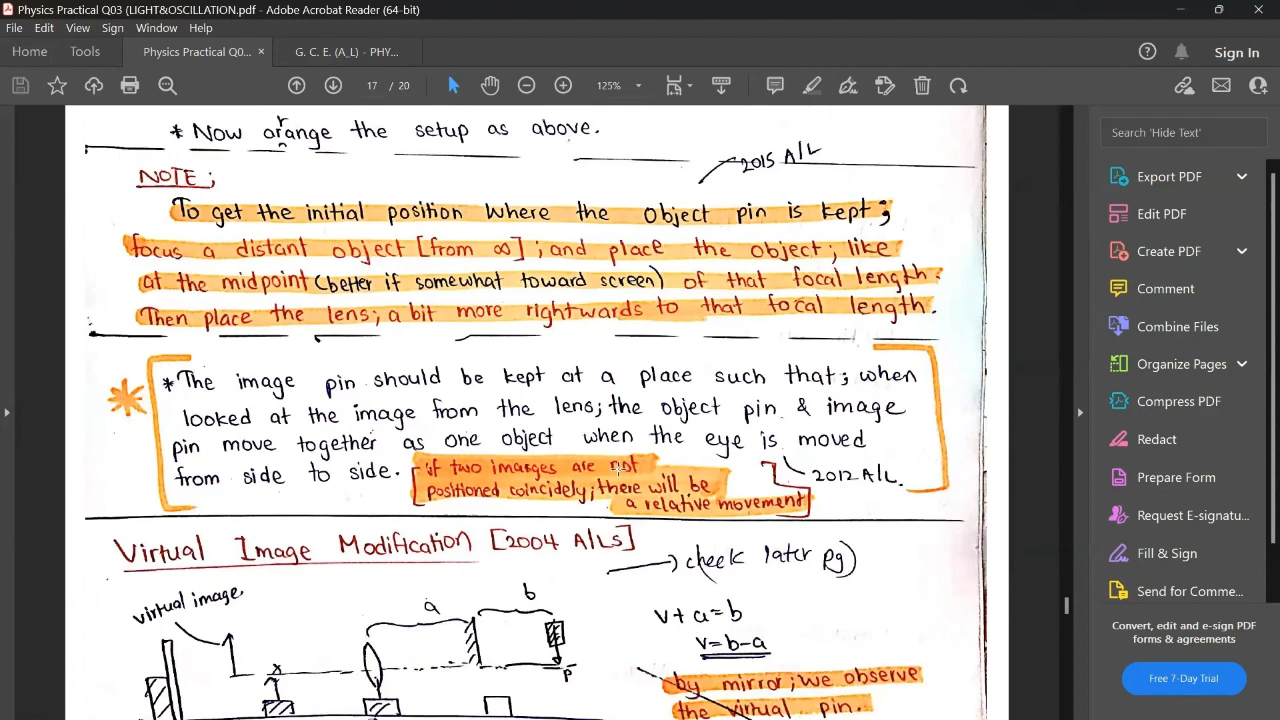 Physics Practical Q03 (LIGHT&OSCILLATION.pdf - Adobe Acrobat Reader (64-bit)
File Edit View Sign Window Help
Home Tools Physics Practical Q0... × G. C. E. (A_L) - PHY... Sign In
17 / 20 125%
* Now arange the setup as above.
r
2015 A/L
NOTE ;
To get the initial position where the object pin is kept ;
focus a distant object [from ∞] ; and place the object ; like
at the midpoint (better if somewhat toward screen) of that focal length.
Then place the lens ; a bit more rightwards to that focal length.
* The image pin should be kept at a place such that ; when
looked at the image from the lens ; the object pin & image
pin move together as one object when the eye is moved
from side to side.
if two imarges are not
positioned coincidely ; there will be
a relative movement
2012 A/L.
Virtual Image Modification [2004 A/Ls]
→ check later pg)
virtual image
a
b
v + a = b
v = b - a
x
P
by mirror ; we observe
the virtual pin.
Search 'Hide Text'
Export PDF
Edit PDF
Create PDF
Comment
Combine Files
Organize Pages
Compress PDF
Redact
Prepare Form
Request E-signatu...
Fill & Sign
Send for Comme...
Convert, edit and e-sign PDF
forms & agreements
Free 7-Day Trial